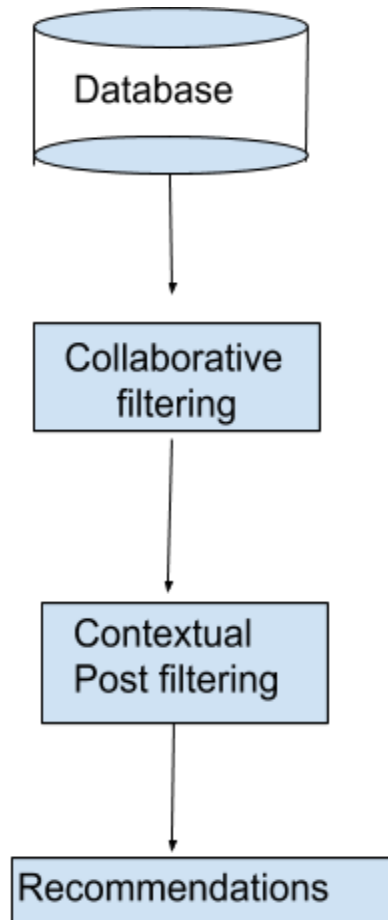 Database
Collaborative
filtering
Contextual
Post filtering
Recommendations